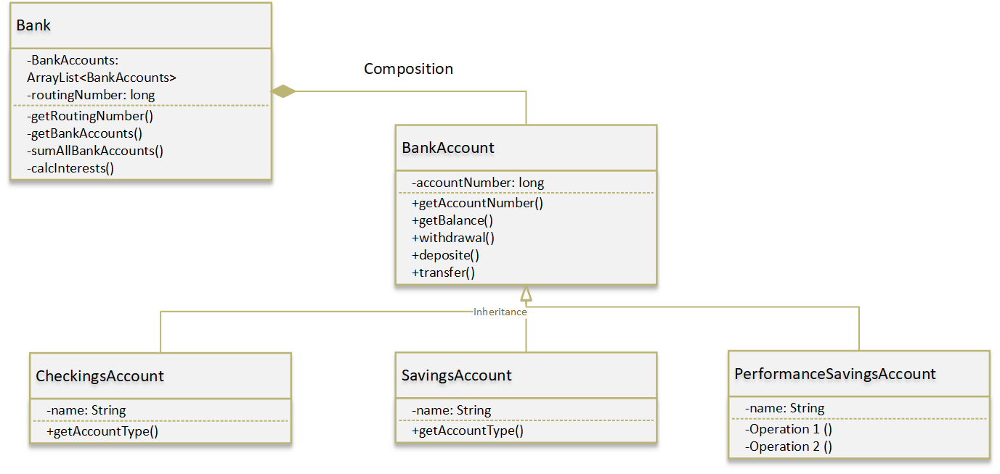 Bank
-BankAccounts:
ArrayList<BankAccounts>
-routingNumber: long
-getRoutingNumber()
-getBankAccounts()
-sumAllBankAccounts()
-calcInterests()
Composition
BankAccount
-accountNumber: long
+getAccountNumber()
+getBalance()
+withdrawal()
+deposite()
+transfer()
Inheritance
CheckingsAccount
-name: String
+getAccountType()
SavingsAccount
-name: String
+getAccountType()
PerformanceSavingsAccount
-name: String
-Operation 1 ()
-Operation 2 ()